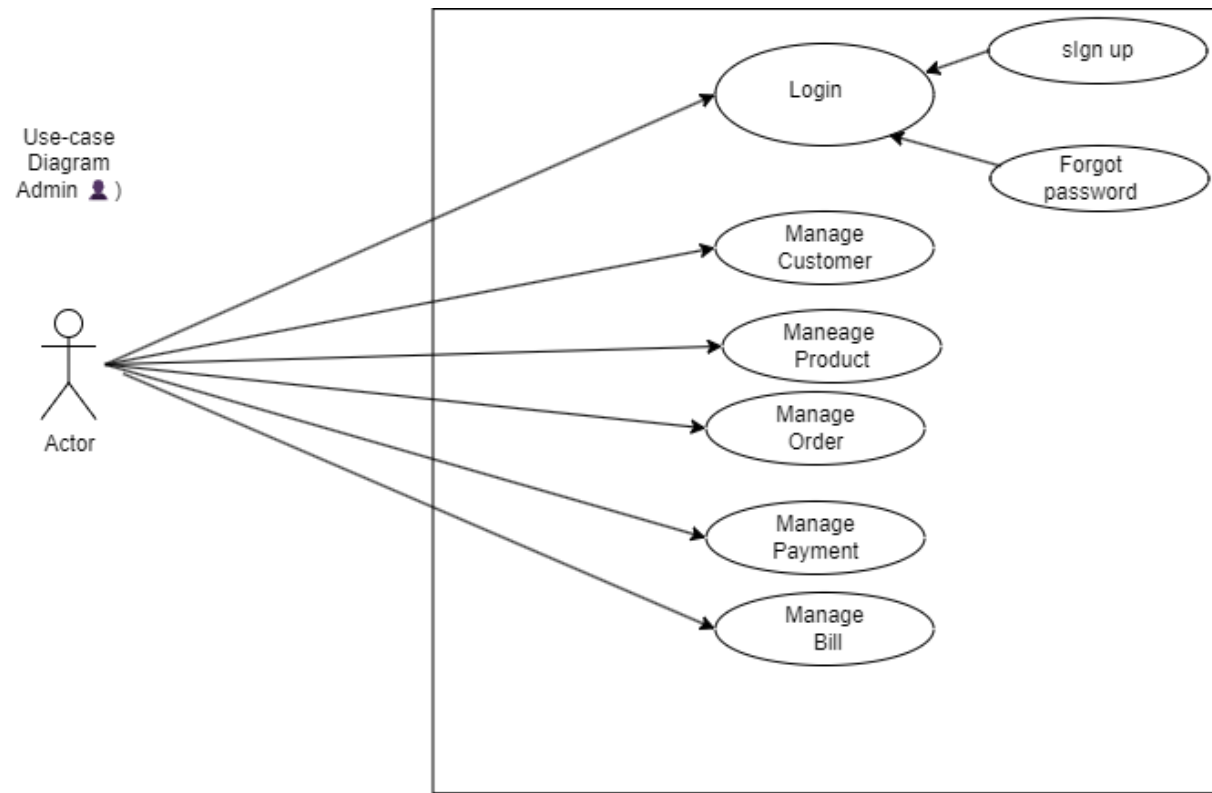 Use-case
Diagram
Admin 👤 )
Actor
Login
sIgn up
Forgot
password
Manage
Customer
Maneage
Product
Manage
Order
Manage
Payment
Manage
Bill